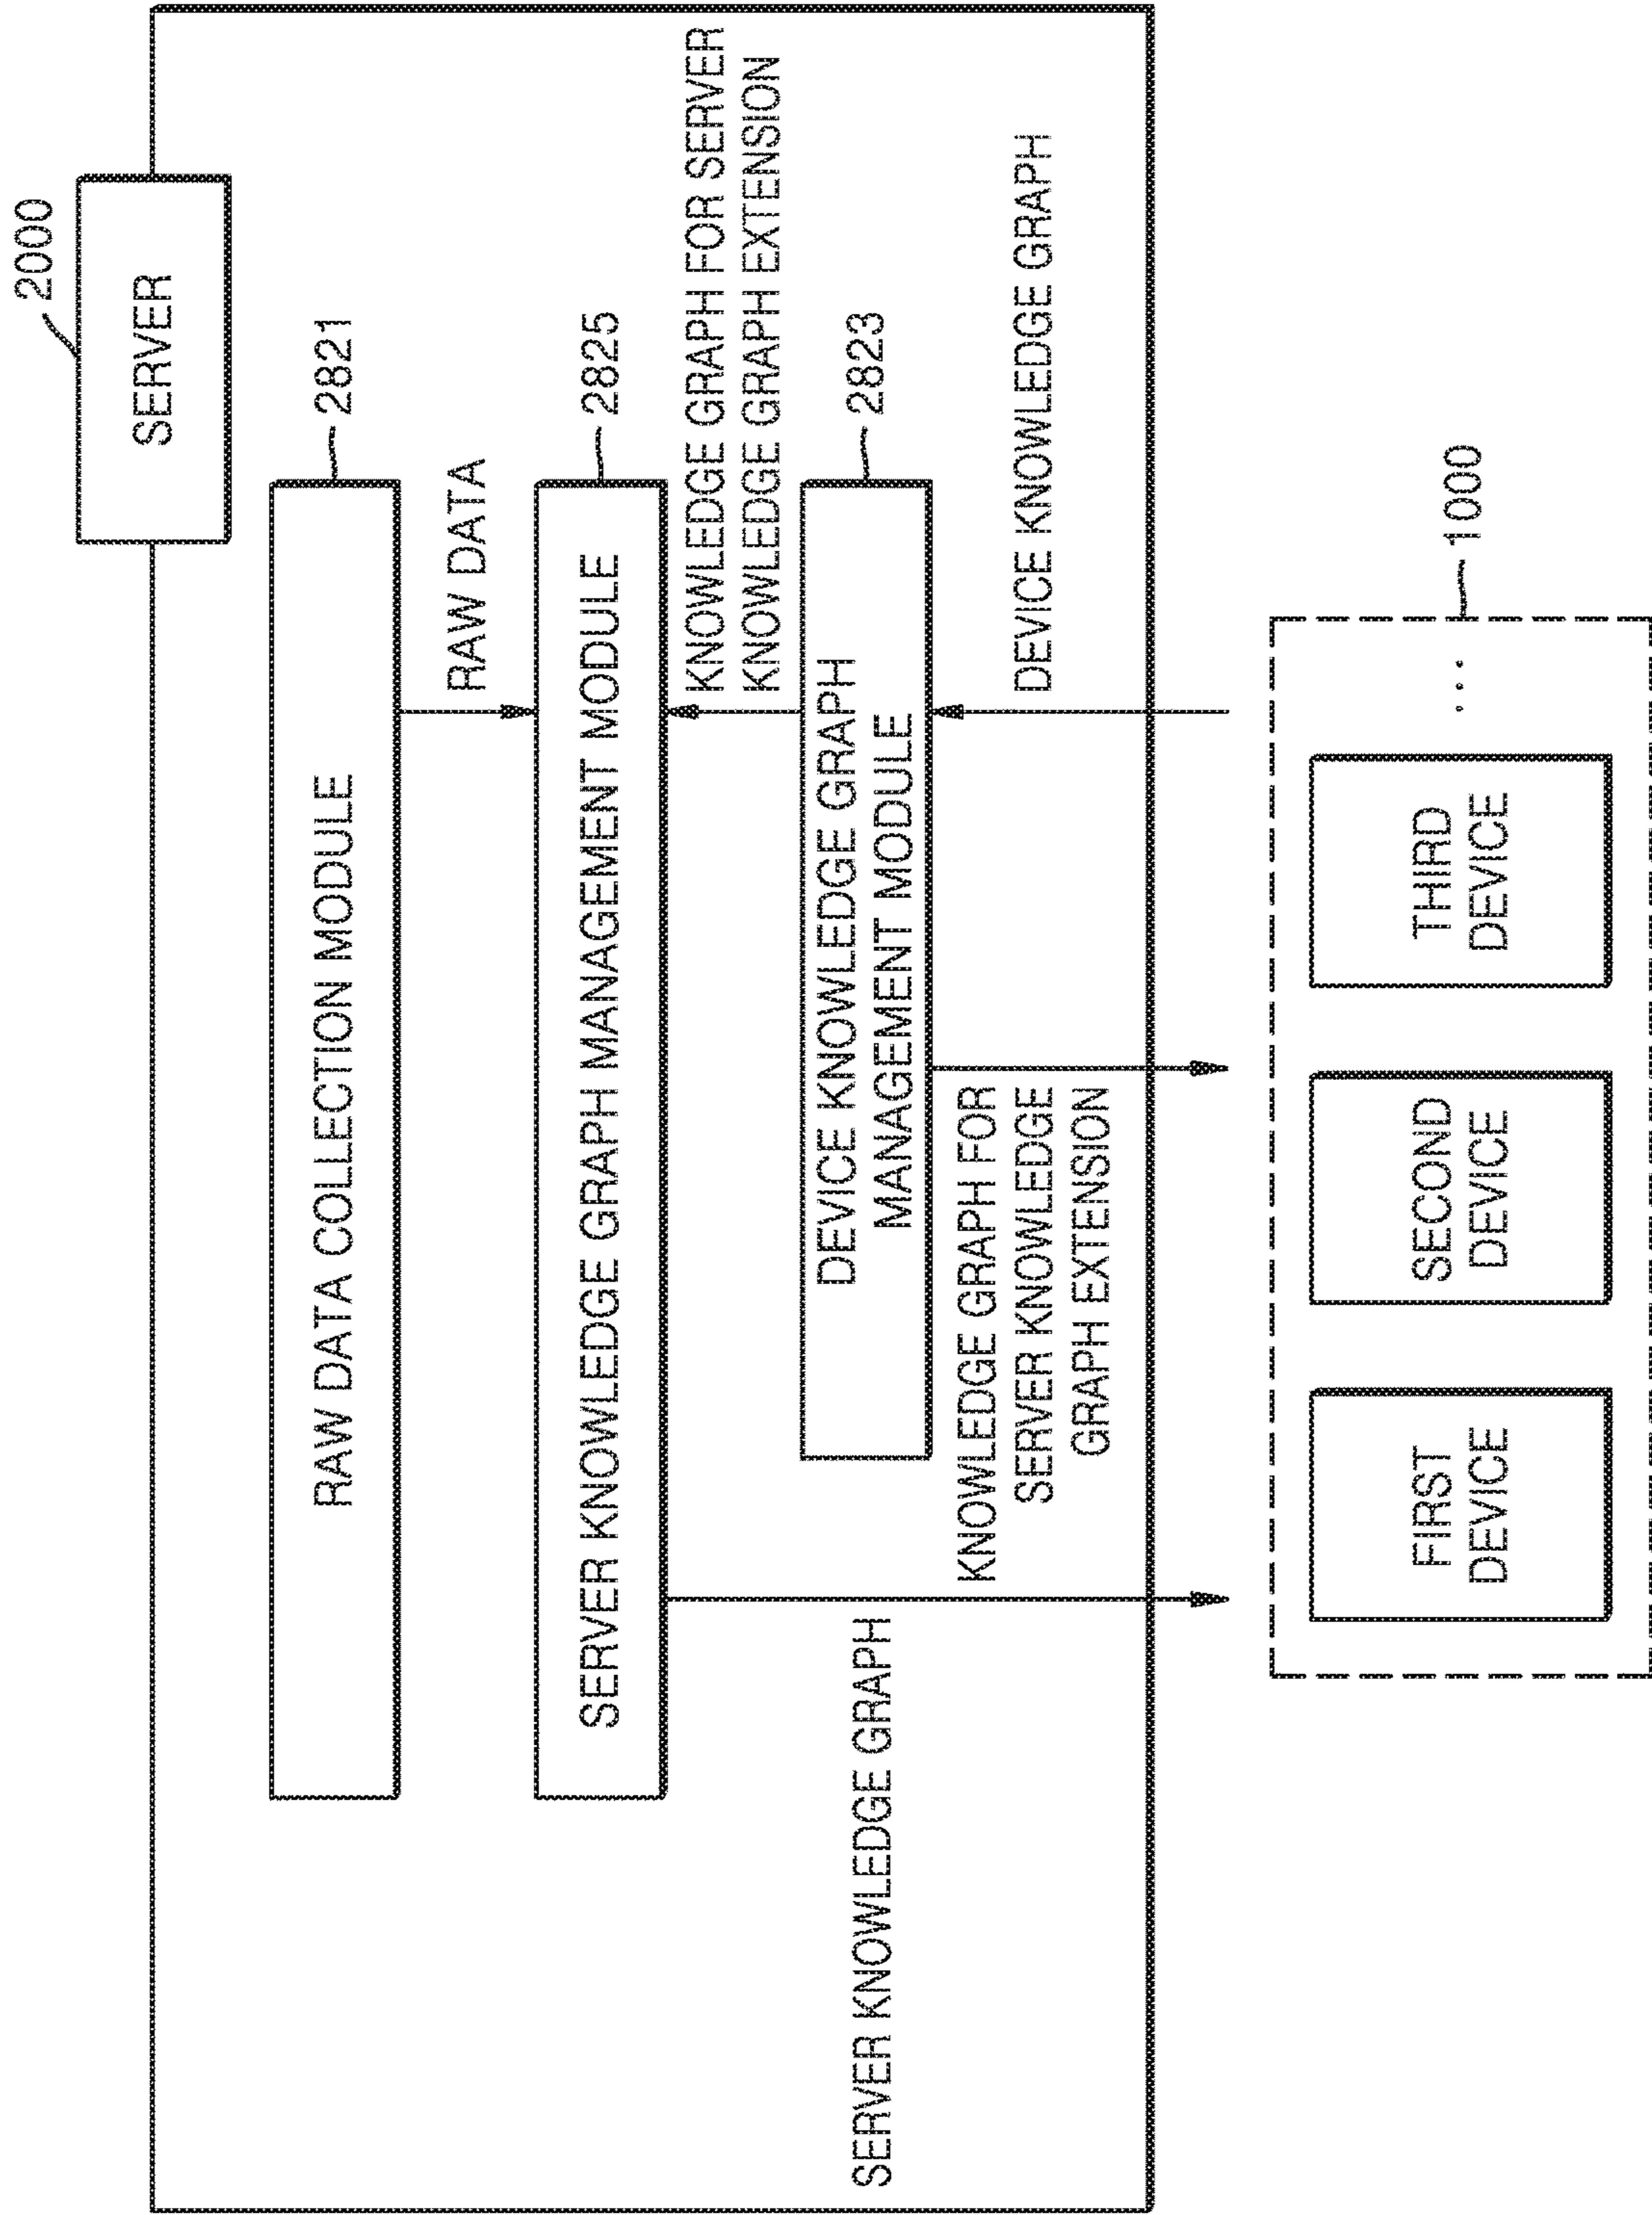 2000
SERVER
RAW DATA COLLECTION MODULE
2821
RAW DATA
SERVER KNOWLEDGE GRAPH MANAGEMENT MODULE
2825
KNOWLEDGE GRAPH FOR SERVER
KNOWLEDGE GRAPH EXTENSION
DEVICE KNOWLEDGE GRAPH
MANAGEMENT MODULE
2823
SERVER KNOWLEDGE GRAPH
KNOWLEDGE GRAPH FOR
SERVER KNOWLEDGE
GRAPH EXTENSION
DEVICE KNOWLEDGE GRAPH
FIRST
DEVICE
SECOND
DEVICE
THIRD
DEVICE
...
1000